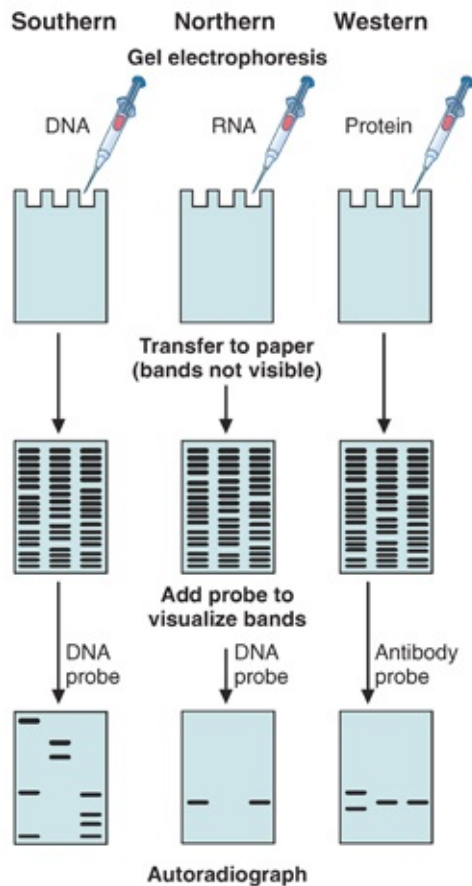 Southern Northern Western
Gel electrophoresis
DNA RNA Protein
Transfer to paper
(bands not visible)
Add probe to
visualize bands
DNA
probe
DNA
probe
Antibody
probe
Autoradiograph